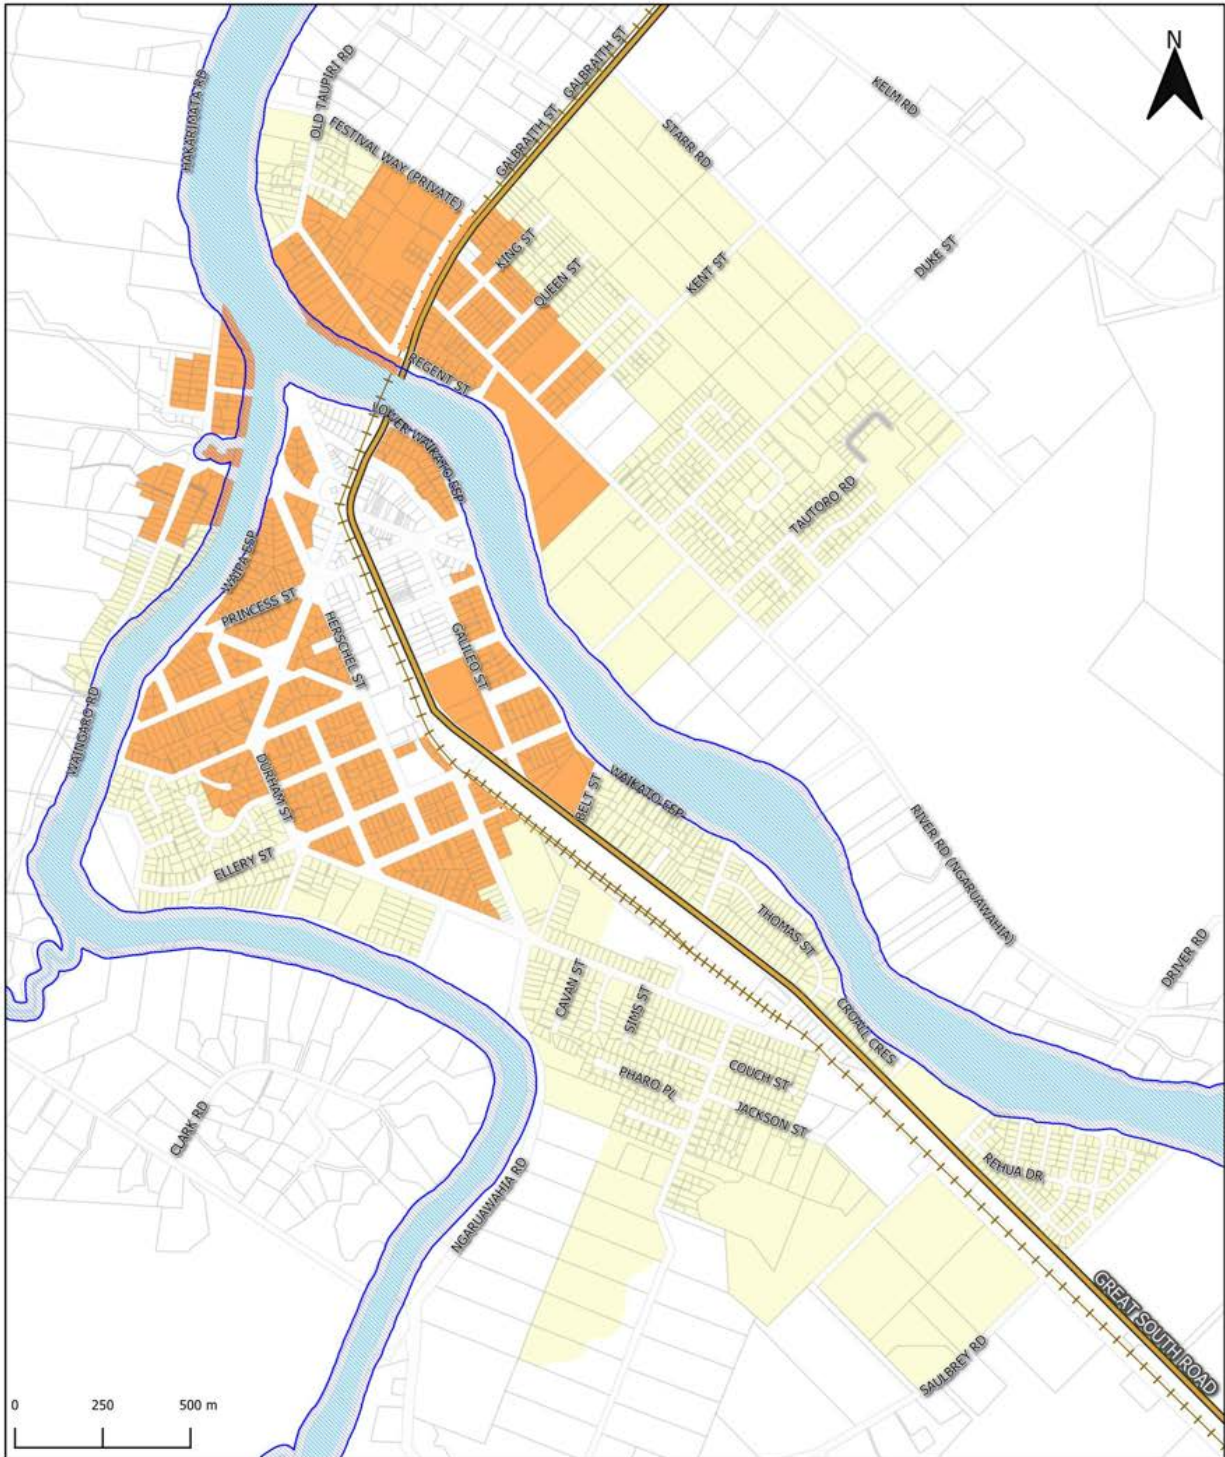 N
GALBRAITH ST
OLD TAUPIRI RD
HAKARIMATA RD
KELM RD
FESTIVAL WAY (PRIVATE)
GALBRAITH ST
STARR RD
KING ST
DUKE ST
KENT ST
QUEEN ST
REGENT ST
LOWER WAIKATO ESP
TAUTORO RD
WAIPA ESP
PRINCESS ST
HERSCHEL ST
GALILEO ST
WAINGARO RD
DURHAM ST
BELT ST
WAIKATO ESP
ELLERY ST
RIVER RD (NGARUAWAHIA)
THOMAS ST
DRIVER RD
CAVAN ST
SIMS ST
CROALL CRES
PHARO PL
COUCH ST
JACKSON ST
CLARK RD
REHUA DR
NGARUAWAHIA RD
GREAT SOUTH ROAD
SAULBREY RD
0 250 500 m